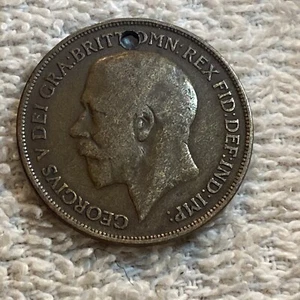 GEORGIVS V DEI GRA:BRITT:OMN:REX FID:DEF:IND:IMP: